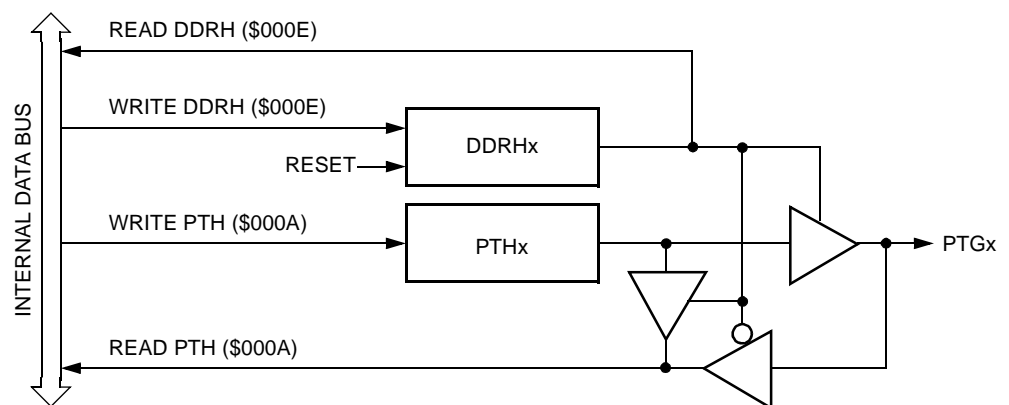 READ DDRH ($000E)
WRITE DDRH ($000E)
DDRHx
RESET
WRITE PTH ($000A)
PTHx
PTGx
READ PTH ($000A)
INTERNAL DATA BUS